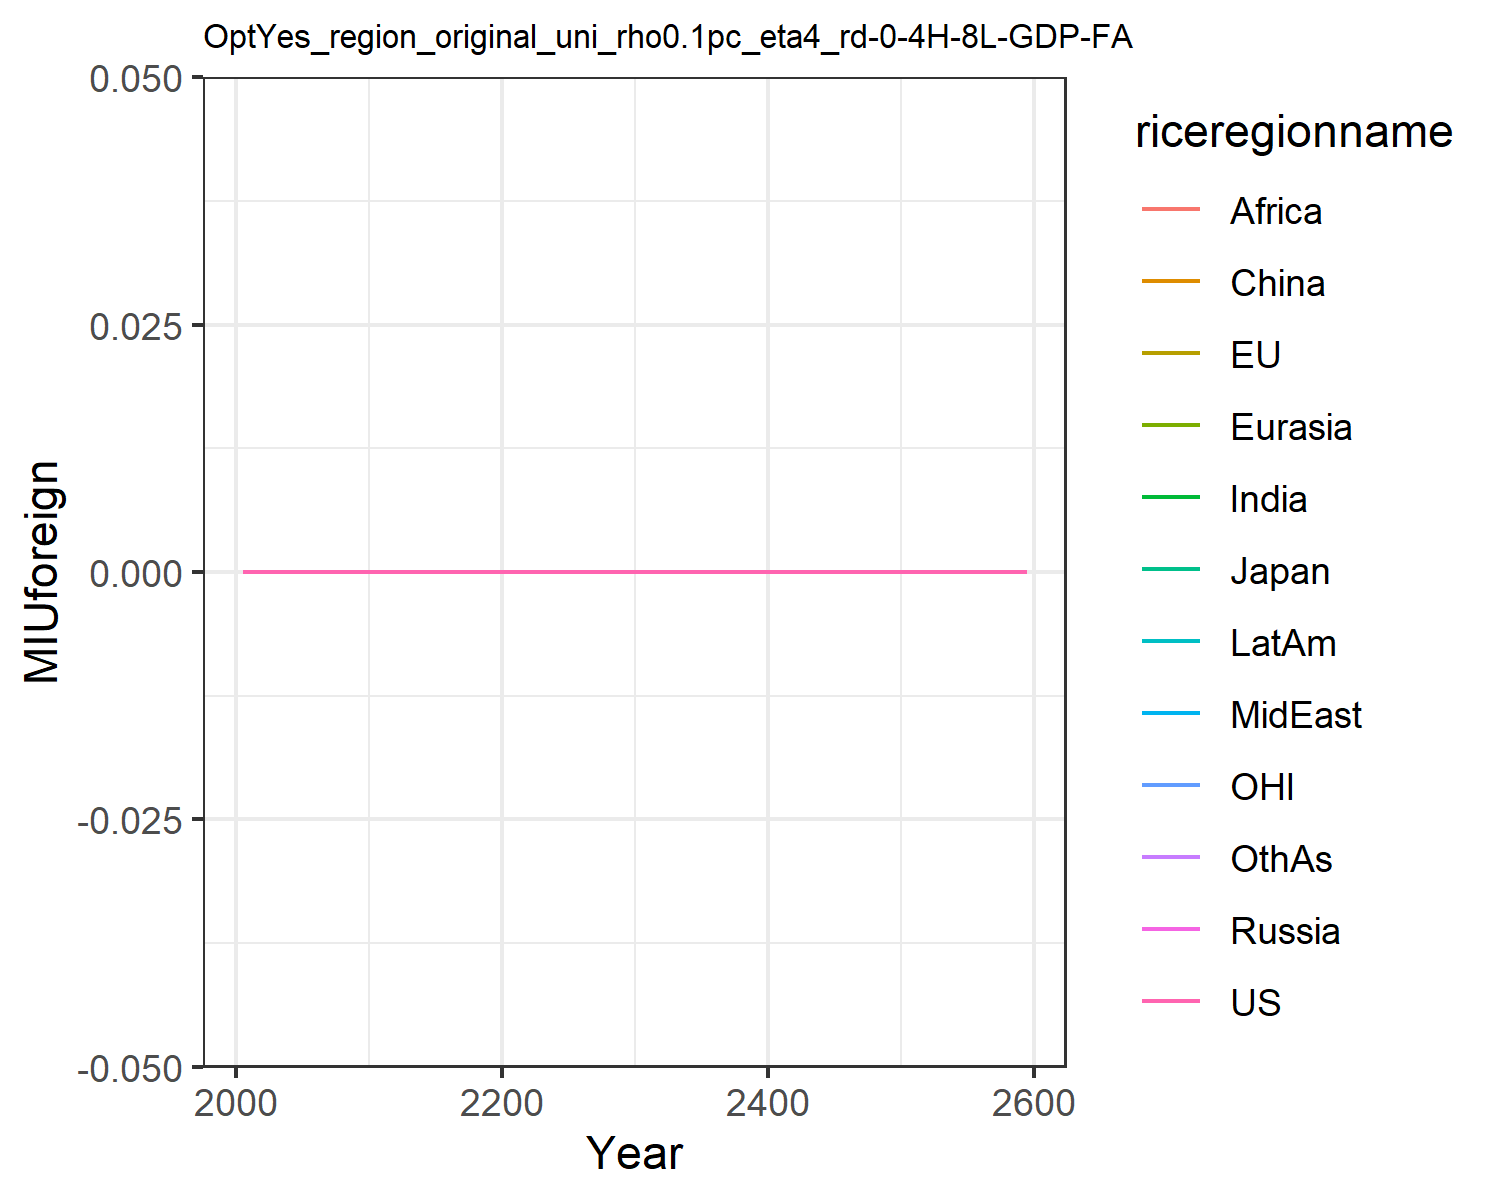 OptYes_region_original_uni_rho0.1pc_eta4_rd-0-4H-8L-GDP-FA
0.050
0.025
0.000
-0.025
-0.050
MIUforeign
2000 2200 2400 2600
Year
riceregionname
Africa
China
EU
Eurasia
India
Japan
LatAm
MidEast
OHI
OthAs
Russia
US